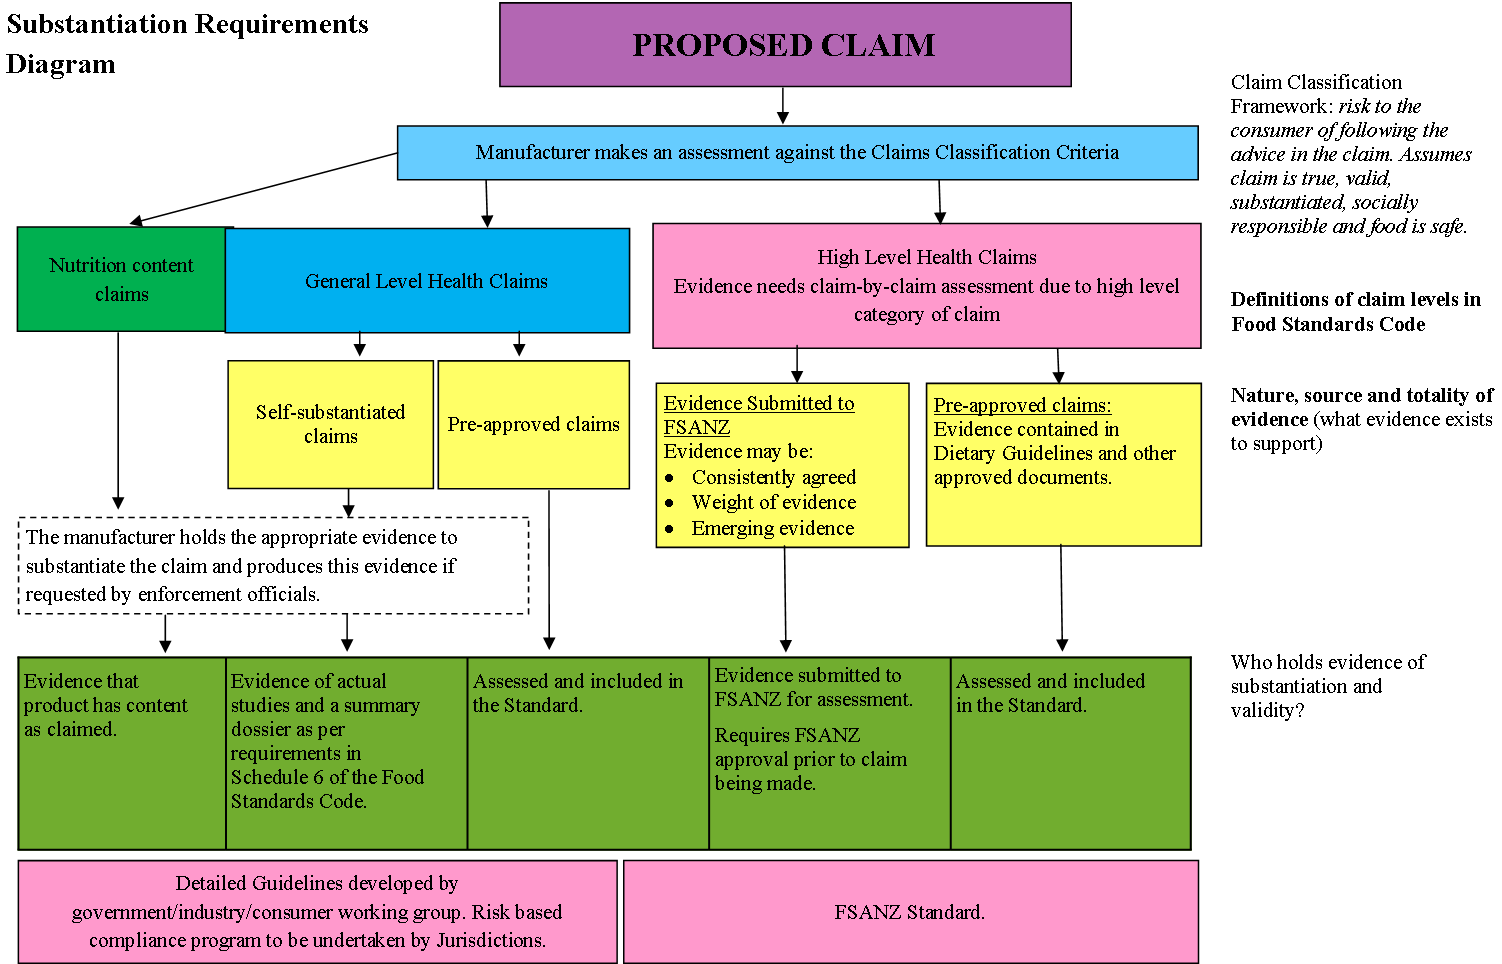 Substantiation Requirements
Diagram
PROPOSED CLAIM
Claim Classification
Framework: risk to the
consumer of following the
advice in the claim. Assumes
claim is true, valid,
substantiated, socially
responsible and food is safe.
Manufacturer makes an assessment against the Claims Classification Criteria
Nutrition content
claims
General Level Health Claims
High Level Health Claims
Evidence needs claim-by-claim assessment due to high level
category of claim
Definitions of claim levels in
Food Standards Code
Self-substantiated
claims
Pre-approved claims
Evidence Submitted to
FSANZ
Evidence may be:
● Consistently agreed
● Weight of evidence
● Emerging evidence
Pre-approved claims:
Evidence contained in
Dietary Guidelines and other
approved documents.
Nature, source and totality of
evidence (what evidence exists
to support)
The manufacturer holds the appropriate evidence to
substantiate the claim and produces this evidence if
requested by enforcement officials.
Evidence that
product has content
as claimed.
Evidence of actual
studies and a summary
dossier as per
requirements in
Schedule 6 of the Food
Standards Code.
Assessed and included in
the Standard.
Evidence submitted to
FSANZ for assessment.
Requires FSANZ
approval prior to claim
being made.
Assessed and included
in the Standard.
Who holds evidence of
substantiation and
validity?
Detailed Guidelines developed by
government/industry/consumer working group. Risk based
compliance program to be undertaken by Jurisdictions.
FSANZ Standard.